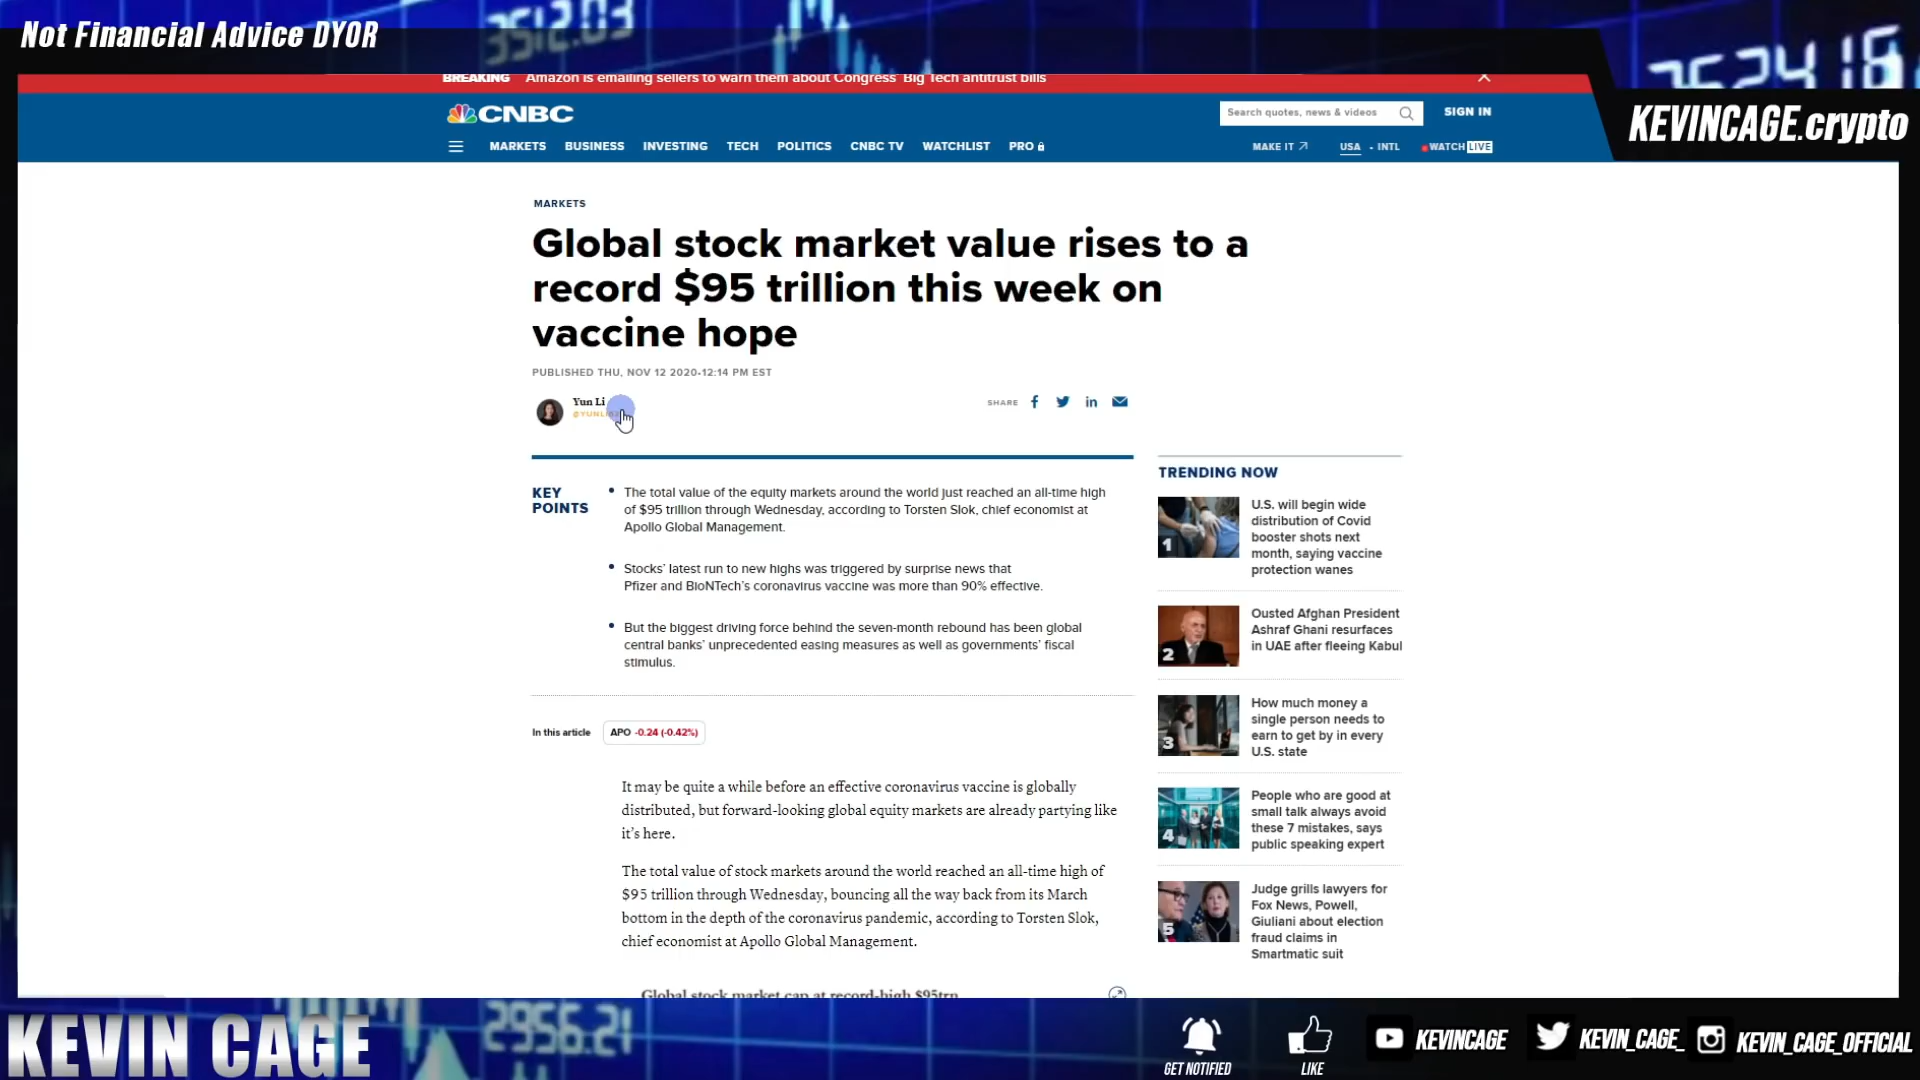 Not Financial Advice DYOR
3512.03
BREAKING Amazon is emailing sellers to warn them about Congress' Big Tech antitrust bills
CNBC
Search quotes, news & videos
SIGN IN
KEVINCAGE.crypto
MARKETS BUSINESS INVESTING TECH POLITICS CNBC TV WATCHLIST PRO
MAKE IT USA • INTL WATCH LIVE
MARKETS
Global stock market value rises to a
record $95 trillion this week on
vaccine hope
PUBLISHED THU, NOV 12 2020•12:14 PM EST
Yun Li
SHARE
KEY
POINTS
• The total value of the equity markets around the world just reached an all-time high
of $95 trillion through Wednesday, according to Torsten Slok, chief economist at
Apollo Global Management.
• Stocks' latest run to new highs was triggered by surprise news that
Pfizer and BioNTech's coronavirus vaccine was more than 90% effective.
• But the biggest driving force behind the seven-month rebound has been global
central banks' unprecedented easing measures as well as governments' fiscal
stimulus.
In this article APO -0.24 (-0.42%)
It may be quite a while before an effective coronavirus vaccine is globally
distributed, but forward-looking global equity markets are already partying like
it's here.
The total value of stock markets around the world reached an all-time high of
$95 trillion through Wednesday, bouncing all the way back from its March
bottom in the depth of the coronavirus pandemic, according to Torsten Slok,
chief economist at Apollo Global Management.
Global stock market cap at record-high $95trn
TRENDING NOW
1
U.S. will begin wide
distribution of Covid
booster shots next
month, saying vaccine
protection wanes
2
Ousted Afghan President
Ashraf Ghani resurfaces
in UAE after fleeing Kabul
3
How much money a
single person needs to
earn to get by in every
U.S. state
4
People who are good at
small talk always avoid
these 7 mistakes, says
public speaking expert
5
Judge grills lawyers for
Fox News, Powell,
Giuliani about election
fraud claims in
Smartmatic suit
KEVIN CAGE
2956.21
GET NOTIFIED
LIKE
KEVINCAGE
KEVIN_CAGE_
KEVIN_CAGE_OFFICIAL